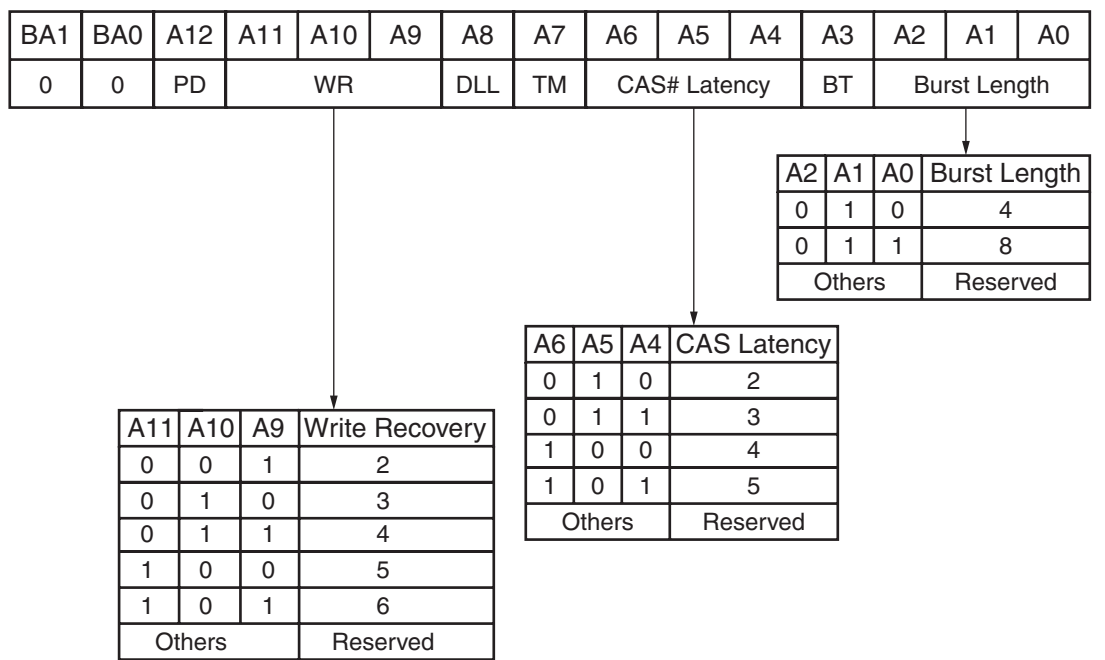 BA1 BA0 A12 A11 A10 A9 A8 A7 A6 A5 A4 A3 A2 A1 A0
0 0 PD WR DLL TM CAS# Latency BT Burst Length
A2 A1 A0 Burst Length
0 1 0 4
0 1 1 8
Others Reserved
A6 A5 A4 CAS Latency
0 1 0 2
0 1 1 3
1 0 0 4
1 0 1 5
Others Reserved
A11 A10 A9 Write Recovery
0 0 1 2
0 1 0 3
0 1 1 4
1 0 0 5
1 0 1 6
Others Reserved